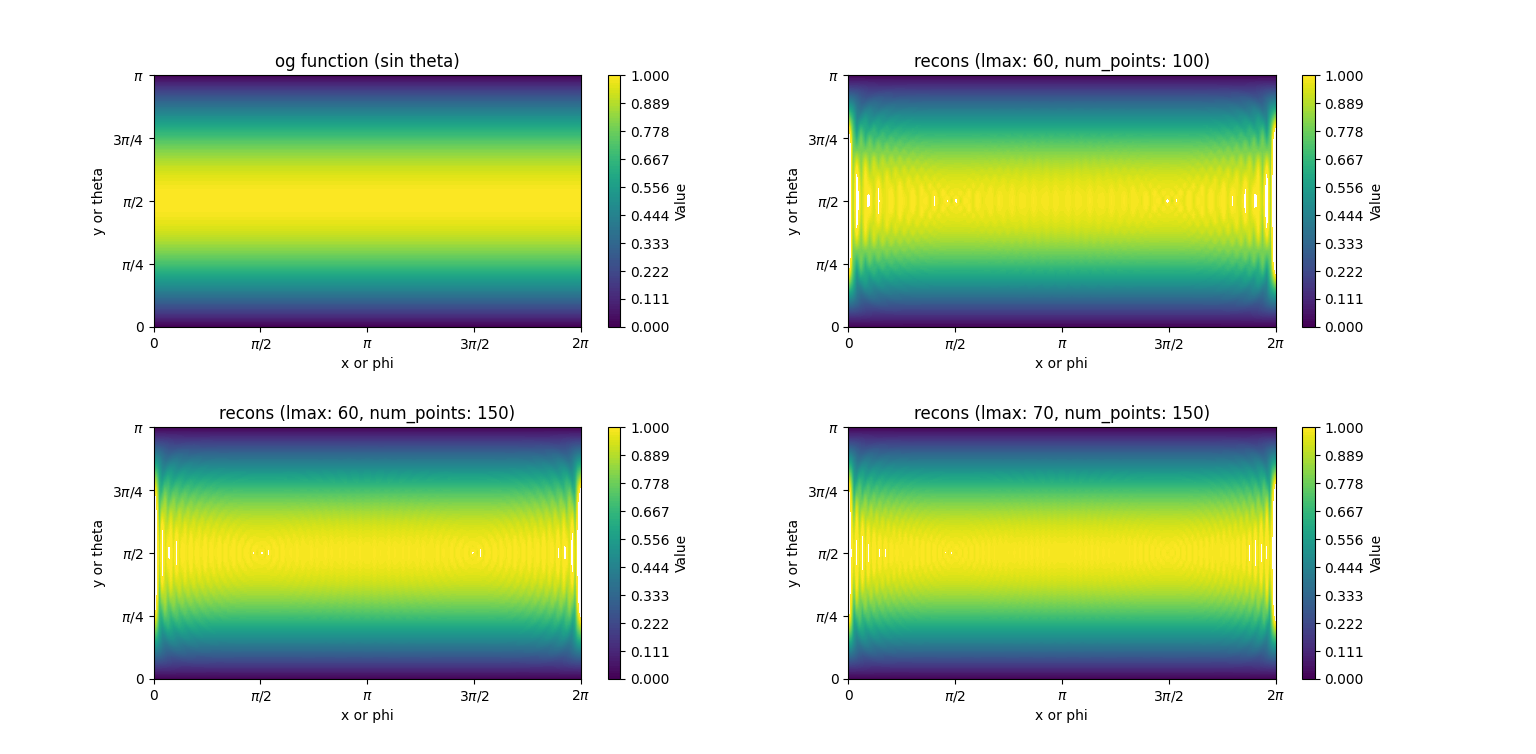 og function (sin theta)
π
3π/4
π/2
π/4
0
y or theta
0
π/2
π
3π/2
2π
x or phi
1.000
0.889
0.778
0.667
0.556
0.444
0.333
0.222
0.111
0.000
Value
recons (lmax: 60, num_points: 100)
π
3π/4
π/2
π/4
0
y or theta
0
π/2
π
3π/2
2π
x or phi
1.000
0.889
0.778
0.667
0.556
0.444
0.333
0.222
0.111
0.000
Value
recons (lmax: 60, num_points: 150)
π
3π/4
π/2
π/4
0
y or theta
0
π/2
π
3π/2
2π
x or phi
1.000
0.889
0.778
0.667
0.556
0.444
0.333
0.222
0.111
0.000
Value
recons (lmax: 70, num_points: 150)
π
3π/4
π/2
π/4
0
y or theta
0
π/2
π
3π/2
2π
x or phi
1.000
0.889
0.778
0.667
0.556
0.444
0.333
0.222
0.111
0.000
Value